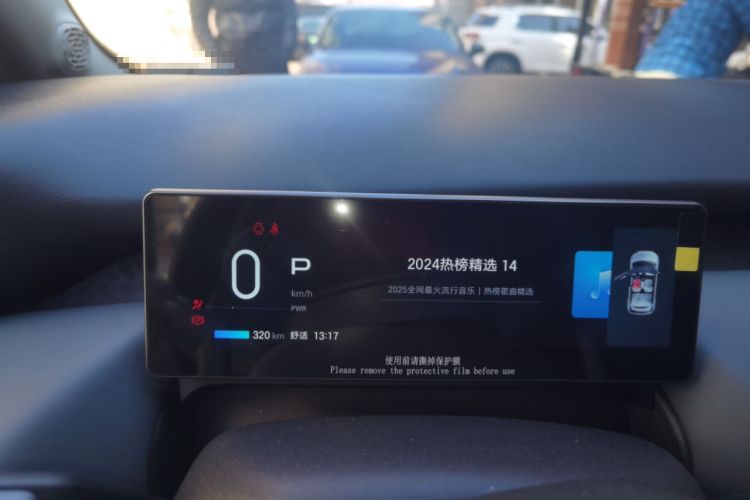 0 P
km/h
PWR
320 km 舒适 13:17
2024热榜精选 14
2025全网最火流行音乐 | 热榜歌曲精选
使用前请撕掉保护膜
Please remove the protective film before use